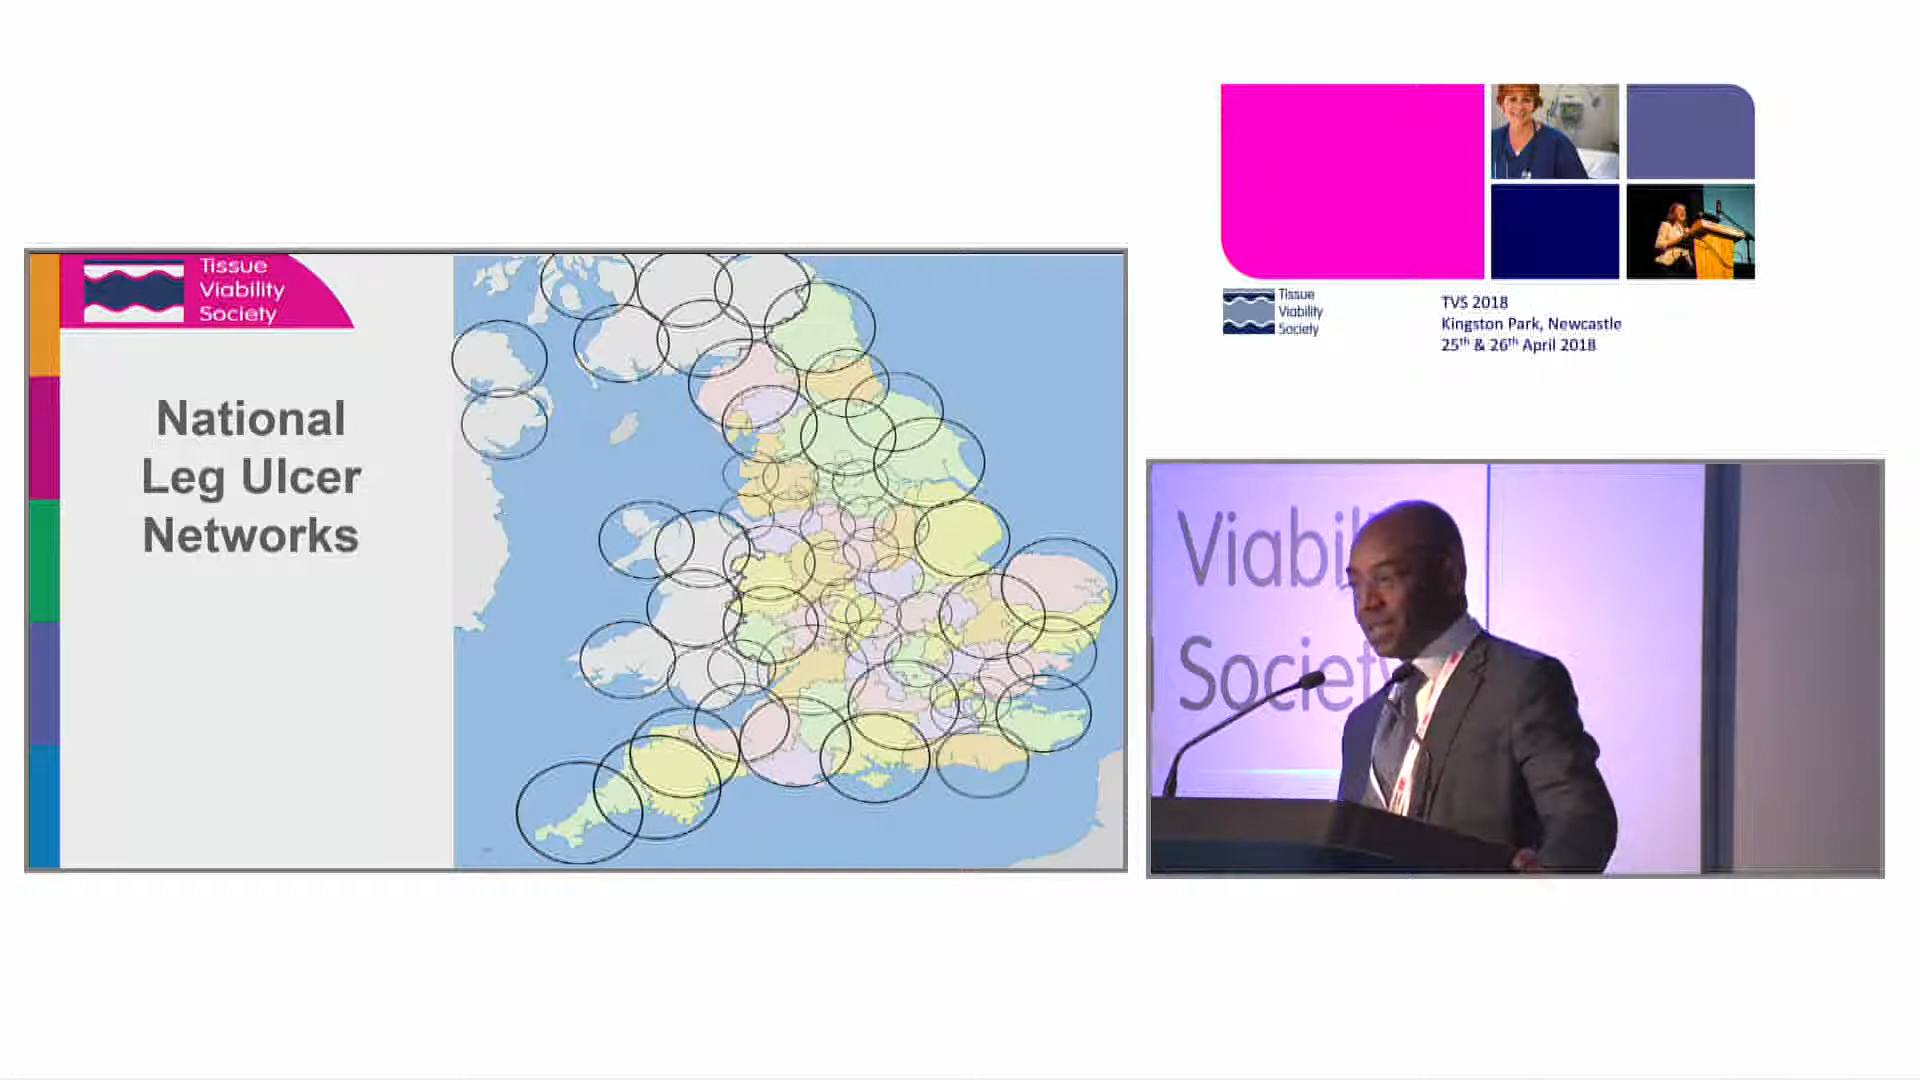 Tissue
Viability
Society
National
Leg Ulcer
Networks
Tissue
Viability
Society
TVS 2018
Kingston Park, Newcastle
25th & 26th April 2018
Viabil
Society